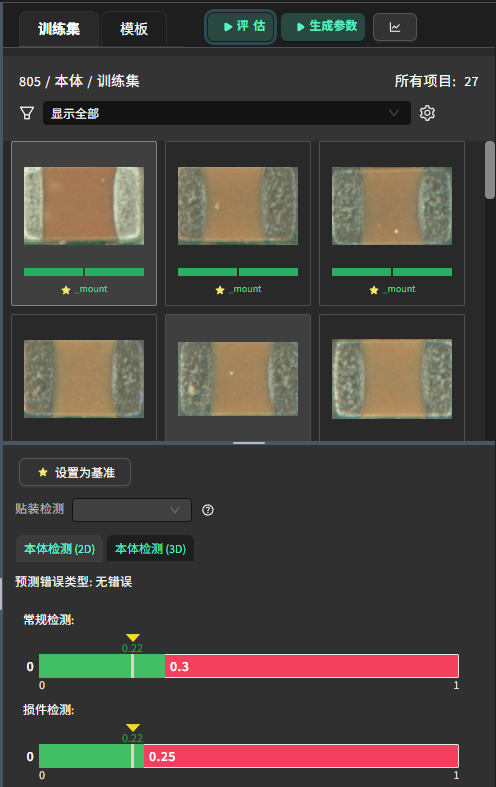 训练集 模板 评 估 生成参数
805 / 本体 / 训练集 所有项目: 27
显示全部
_mount _mount _mount
设置为基准
贴装检测
本体检测 (2D) 本体检测 (3D)
预测错误类型: 无错误
常规检测:
0.22
0 0.3
0 1
损件检测:
0.22
0 0.25
0 1